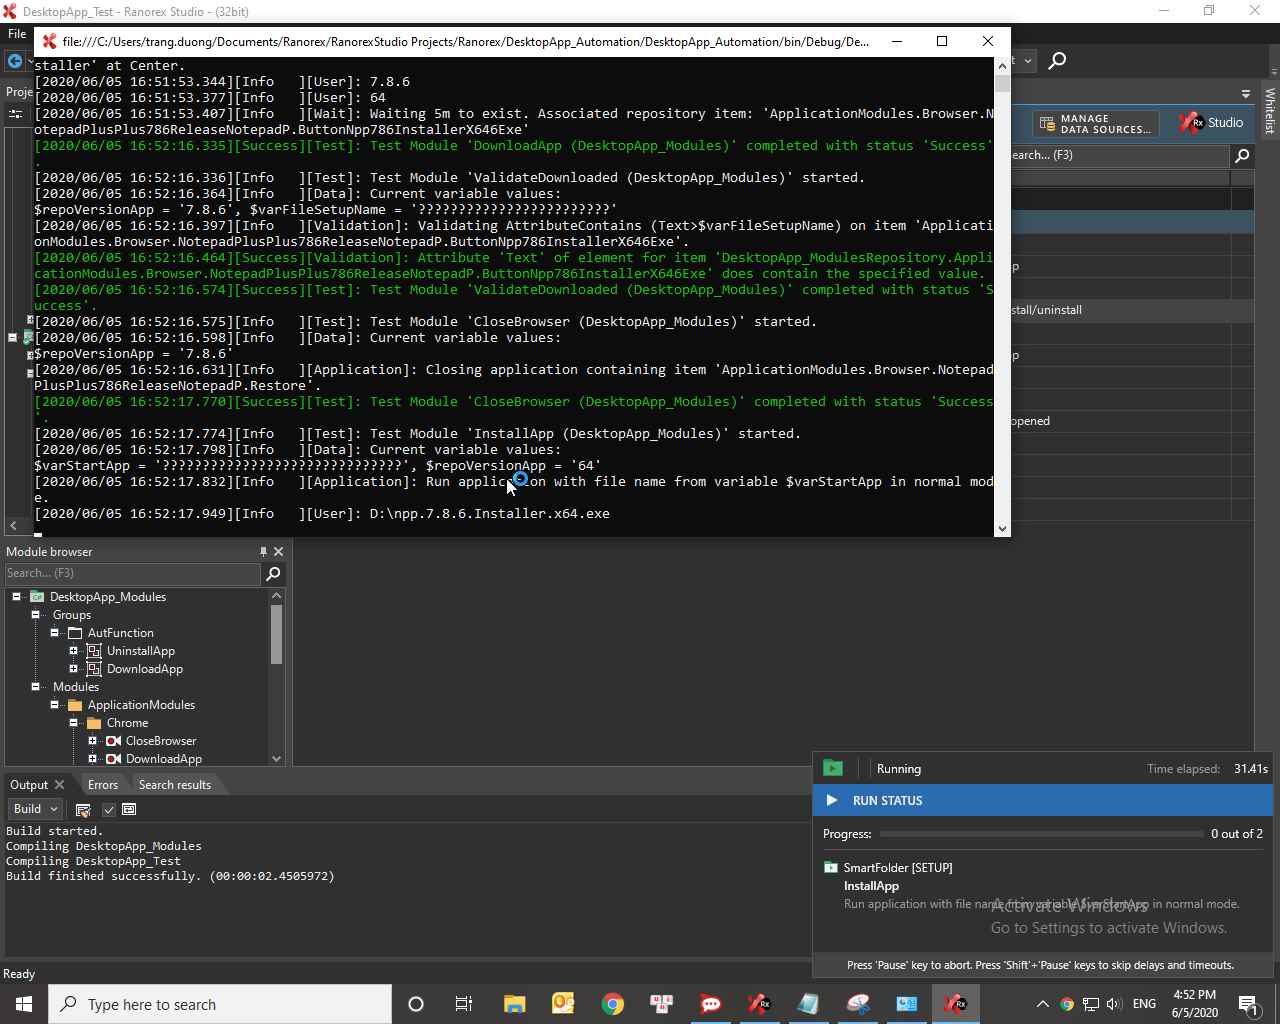 DesktopApp_Test - Ranorex Studio - (32bit)
File
file:///C:/Users/trang.duong/Documents/Ranorex/RanorexStudio Projects/Ranorex/DesktopApp_Automation/DesktopApp_Automation/bin/Debug/De...
staller' at Center.
[2020/06/05 16:51:53.344][Info   ][User]: 7.8.6
[2020/06/05 16:51:53.377][Info   ][User]: 64
[2020/06/05 16:51:53.407][Info   ][Wait]: Waiting 5m to exist. Associated repository item: 'ApplicationModules.Browser.N
otepadPlusPlus786ReleaseNotepadP.ButtonNpp786InstallerX646Exe'
[2020/06/05 16:52:16.335][Success][Test]: Test Module 'DownloadApp (DesktopApp_Modules)' completed with status 'Success'
.
[2020/06/05 16:52:16.336][Info   ][Test]: Test Module 'ValidateDownloaded (DesktopApp_Modules)' started.
[2020/06/05 16:52:16.364][Info   ][Data]: Current variable values:
$repoVersionApp = '7.8.6', $varFileSetupName = '????????????????????????'
[2020/06/05 16:52:16.397][Info   ][Validation]: Validating AttributeContains (Text>$varFileSetupName) on item 'Applicati
onModules.Browser.NotepadPlusPlus786ReleaseNotepadP.ButtonNpp786InstallerX646Exe'.
[2020/06/05 16:52:16.464][Success][Validation]: Attribute 'Text' of element for item 'DesktopApp_ModulesRepository.Appli
cationModules.Browser.NotepadPlusPlus786ReleaseNotepadP.ButtonNpp786InstallerX646Exe' does contain the specified value.
[2020/06/05 16:52:16.574][Success][Test]: Test Module 'ValidateDownloaded (DesktopApp_Modules)' completed with status 'S
uccess'.
[2020/06/05 16:52:16.575][Info   ][Test]: Test Module 'CloseBrowser (DesktopApp_Modules)' started.
[2020/06/05 16:52:16.598][Info   ][Data]: Current variable values:
$repoVersionApp = '7.8.6'
[2020/06/05 16:52:16.631][Info   ][Application]: Closing application containing item 'ApplicationModules.Browser.Notepad
PlusPlus786ReleaseNotepadP.Restore'.
[2020/06/05 16:52:17.770][Success][Test]: Test Module 'CloseBrowser (DesktopApp_Modules)' completed with status 'Success
'.
[2020/06/05 16:52:17.774][Info   ][Test]: Test Module 'InstallApp (DesktopApp_Modules)' started.
[2020/06/05 16:52:17.798][Info   ][Data]: Current variable values:
$varStartApp = '??????????????????????????????', $repoVersionApp = '64'
[2020/06/05 16:52:17.832][Info   ][Application]: Run application with file name from variable $varStartApp in normal mod
e.
[2020/06/05 16:52:17.949][Info   ][User]: D:\npp.7.8.6.Installer.x64.exe
Proje
Whitelist
MANAGE
DATA SOURCES...
Rx Studio
earch... (F3)
p
stall/uninstall
p
opened
Module browser
Search... (F3)
DesktopApp_Modules
Groups
AutFunction
UninstallApp
DownloadApp
Modules
ApplicationModules
Chrome
CloseBrowser
DownloadApp
Output
Errors
Search results
Build
Build started.
Compiling DesktopApp_Modules
Compiling DesktopApp_Test
Build finished successfully. (00:00:02.4505972)
Running
Time elapsed: 31.41s
RUN STATUS
Progress:
0 out of 2
SmartFolder [SETUP]
InstallApp
Run application with file name from variable $varStartApp in normal mode.
Activate Windows
Go to Settings to activate Windows.
Press 'Pause' key to abort. Press 'Shift'+'Pause' keys to skip delays and timeouts.
Ready
Type here to search
ENG
4:52 PM
6/5/2020
1